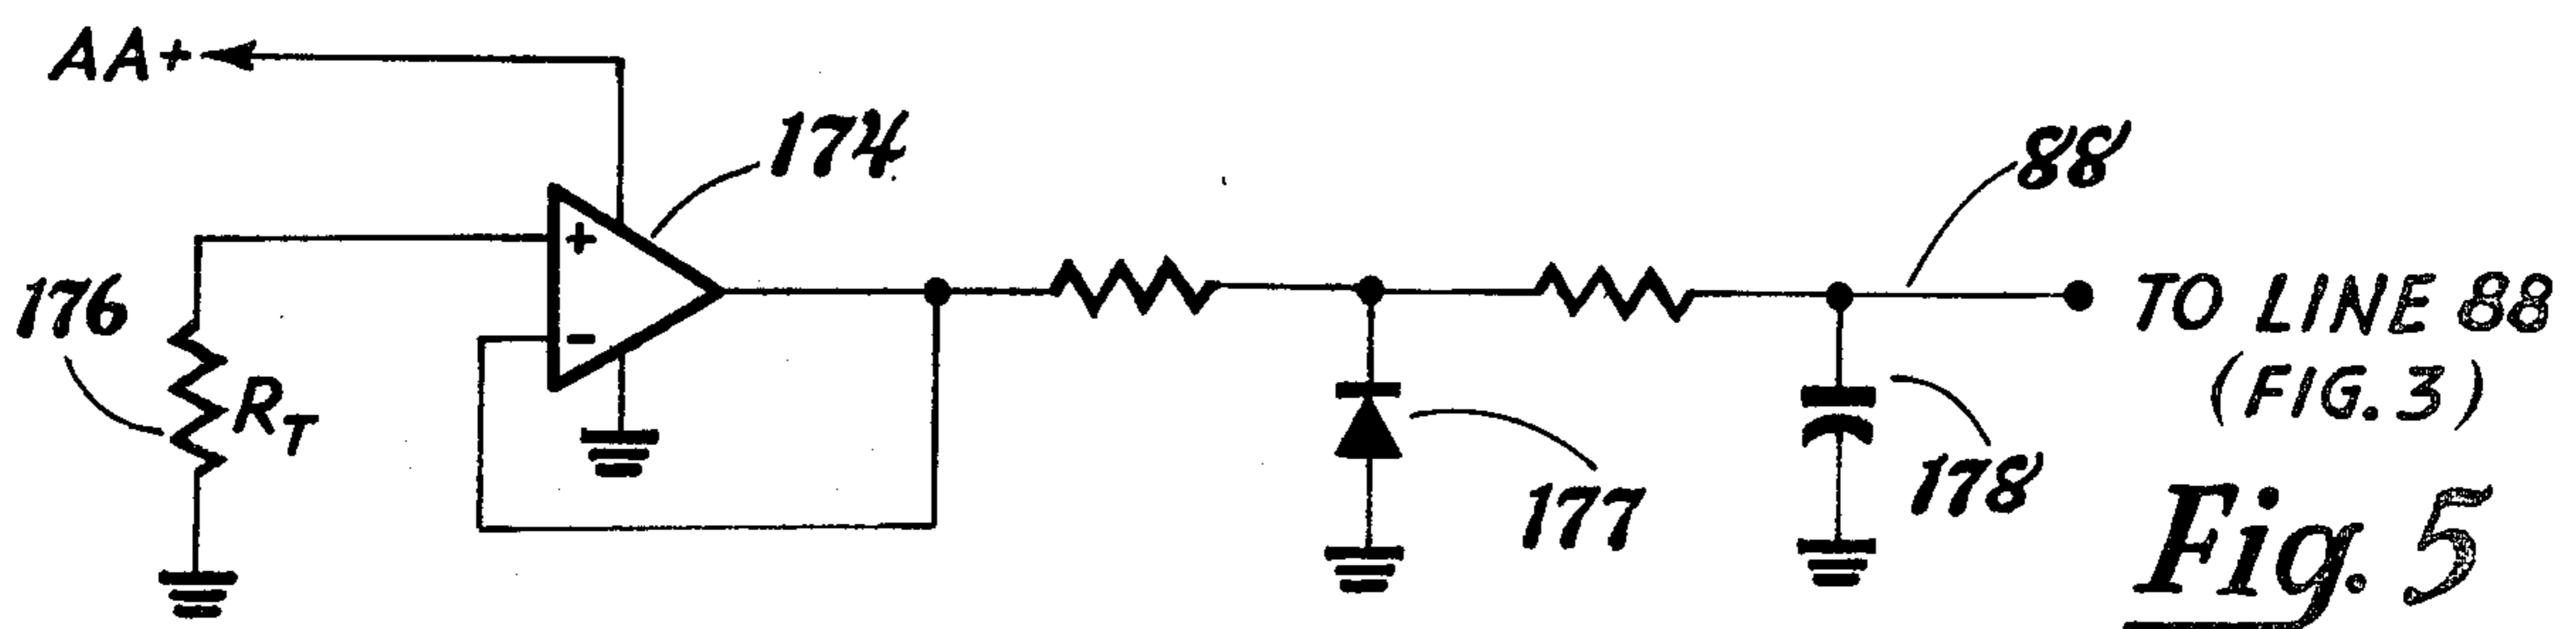 AA+
174
88
+
-
176
R_T
TO LINE 88
(FIG. 3)
177
178
Fig. 5